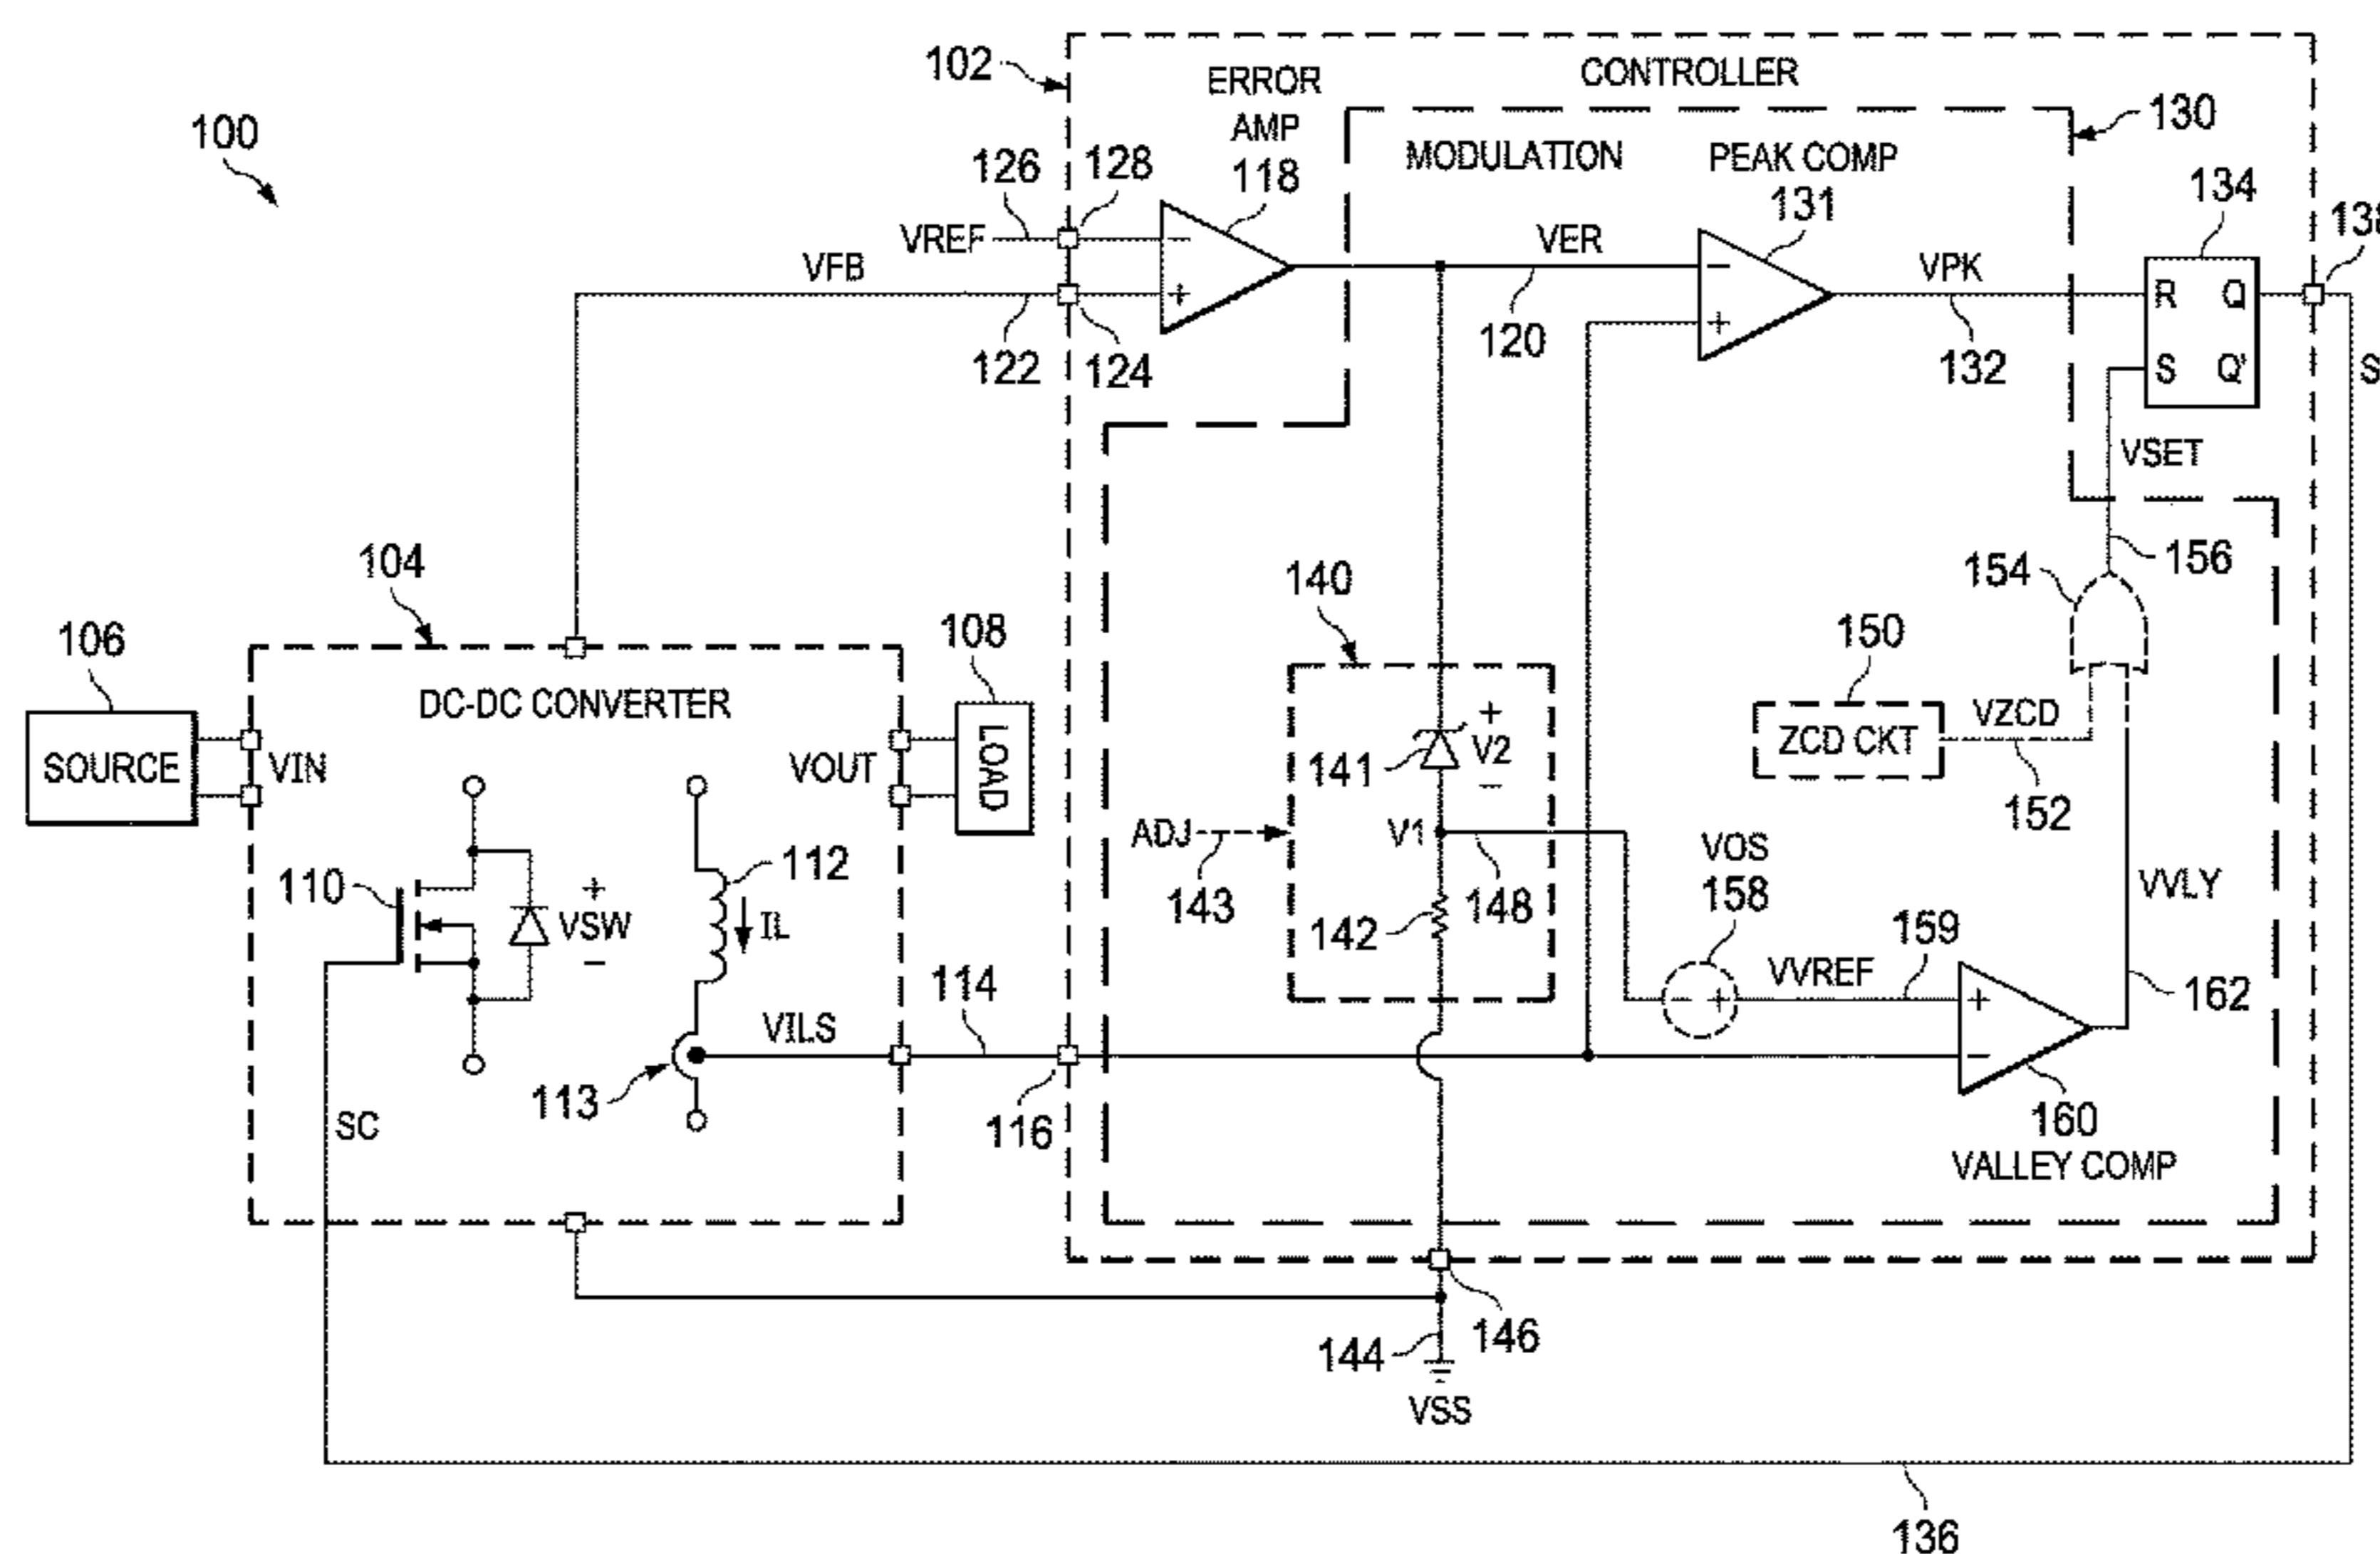 102
ERROR
AMP
118
CONTROLLER
100
126
128
130
MODULATION
PEAK COMP
131
134
VREF
VFB
VER
VPK
R
Q
S
Q'
122
124
120
132
VSET
104
140
154
156
106
108
150
DC-DC CONVERTER
SOURCE
VIN
VOUT
LOAD
ZCD CKT
VZCD
152
+
V2
−
141
ADJ
143
V1
148
142
VOS
158
VVLY
110
+
VSW
−
112
IL
− +
VVREF
159
162
114
VILS
113
116
SC
160
VALLEY COMP
144
146
VSS
136